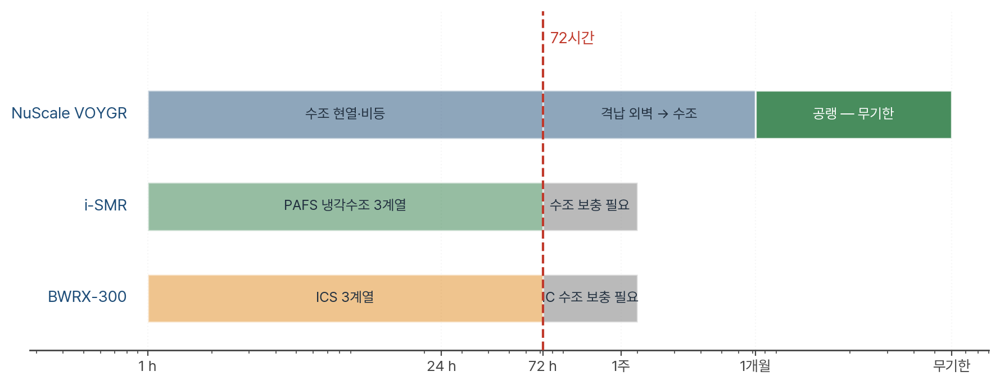 72시간
NuScale VOYGR
수조 현열·비등
격납 외벽 → 수조
공랭 — 무기한
i-SMR
PAFS 냉각수조 3계열
수조 보충 필요
BWRX-300
ICS 3계열
IC 수조 보충 필요
1 h
24 h
72 h
1주
1개월
무기한